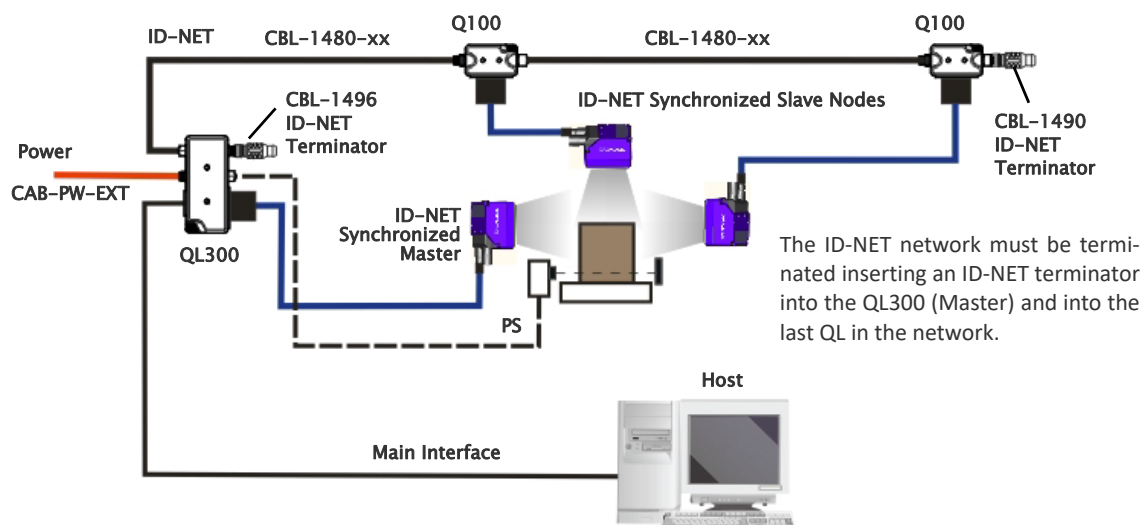 Q100
Q100
ID-NET
CBL-1480-xx
CBL-1480-xx
ID-NET Synchronized Slave Nodes
CBL-1496
ID-NET
Terminator
CBL-1490
ID-NET
Terminator
Power
CAB-PW-EXT
QL300
ID-NET
Synchronized
Master
The ID-NET network must be termi-
nated inserting an ID-NET terminator
into the QL300 (Master) and into the
last QL in the network.
PS
Host
Main Interface